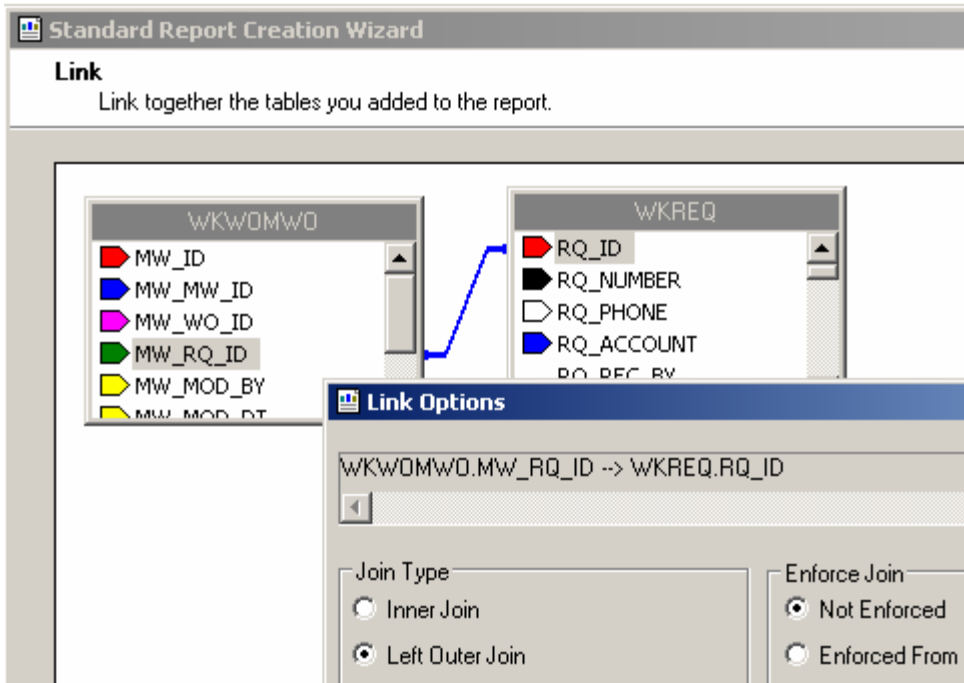 Standard Report Creation Wizard
Link
Link together the tables you added to the report.
WKWOMWO
MW_ID
MW_MW_ID
MW_WO_ID
MW_RQ_ID
MW_MOD_BY
MW_MOD_DT
WKREQ
RQ_ID
RQ_NUMBER
RQ_PHONE
RQ_ACCOUNT
RQ_REC_BY
Link Options
WKWOMWO.MW_RQ_ID --> WKREQ.RQ_ID
Join Type
Inner Join
Left Outer Join
Enforce Join
Not Enforced
Enforced From